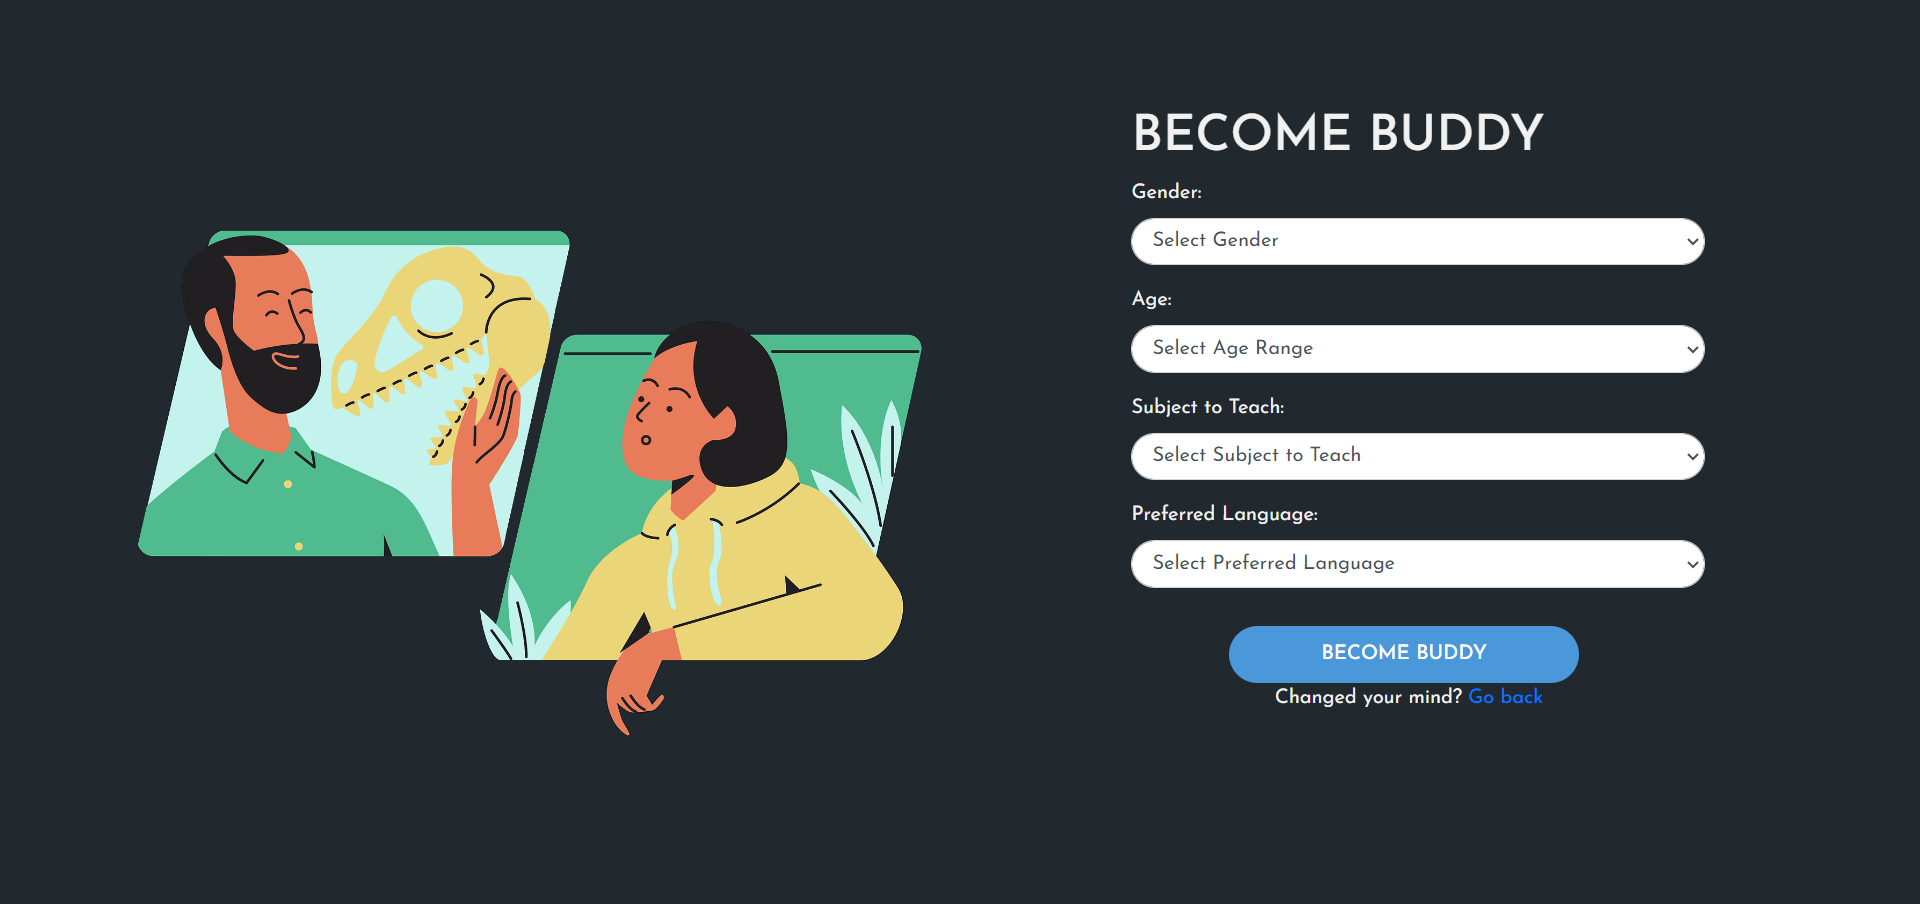 BECOME BUDDY
Gender:
Select Gender
Age:
Select Age Range
Subject to Teach:
Select Subject to Teach
Preferred Language:
Select Preferred Language
BECOME BUDDY
Changed your mind? Go back